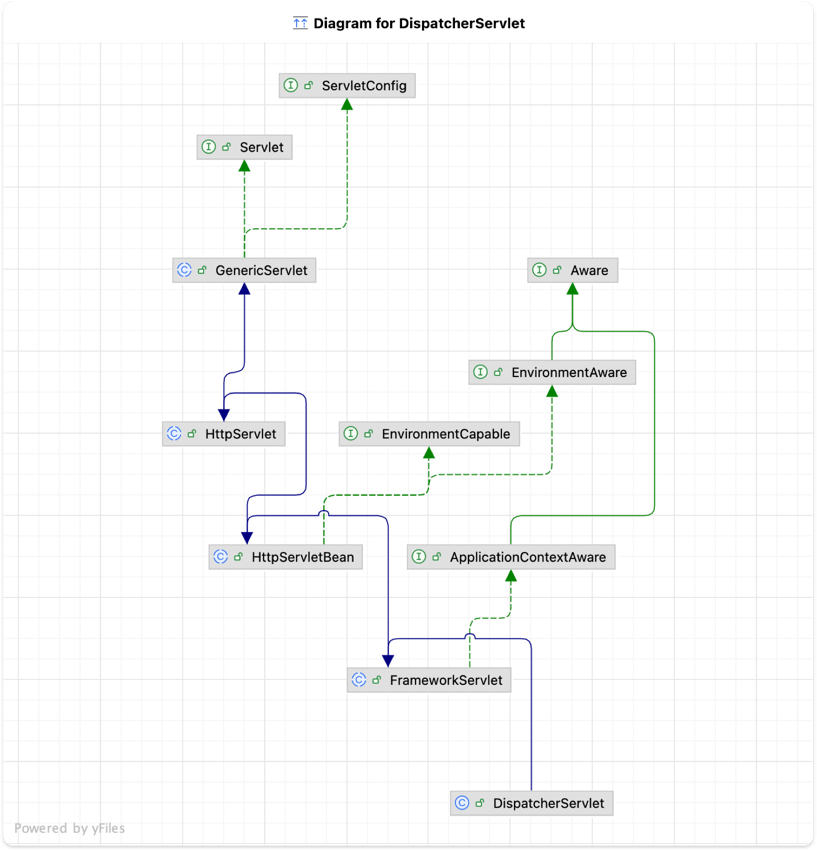 Diagram for DispatcherServlet
I ServletConfig
I Servlet
C GenericServlet
I Aware
I EnvironmentAware
C HttpServlet
I EnvironmentCapable
C HttpServletBean
I ApplicationContextAware
C FrameworkServlet
C DispatcherServlet
Powered by yFiles